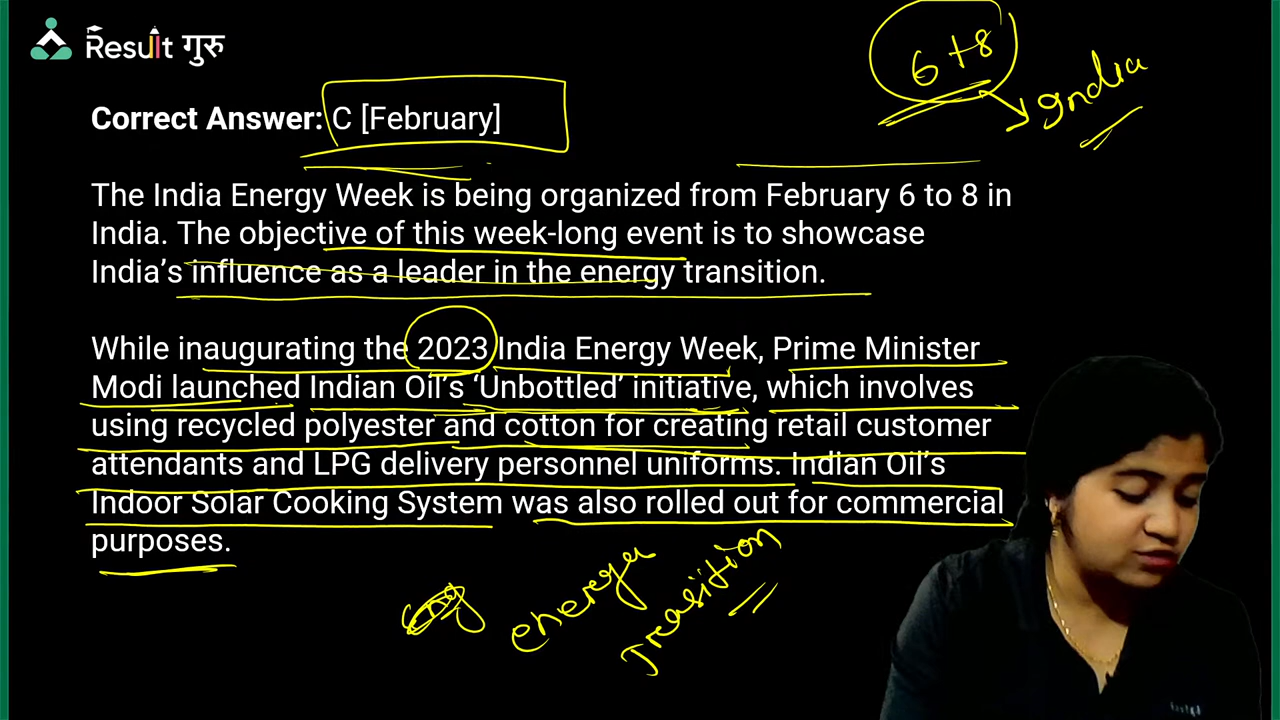 Result गुरु
6 + 8
India
Correct Answer: C [February]
The India Energy Week is being organized from February 6 to 8 in
India. The objective of this week-long event is to showcase
India’s influence as a leader in the energy transition.
While inaugurating the 2023 India Energy Week, Prime Minister
Modi launched Indian Oil’s ‘Unbottled’ initiative, which involves
using recycled polyester and cotton for creating retail customer
attendants and LPG delivery personnel uniforms. Indian Oil’s
Indoor Solar Cooking System was also rolled out for commercial
purposes.
energy